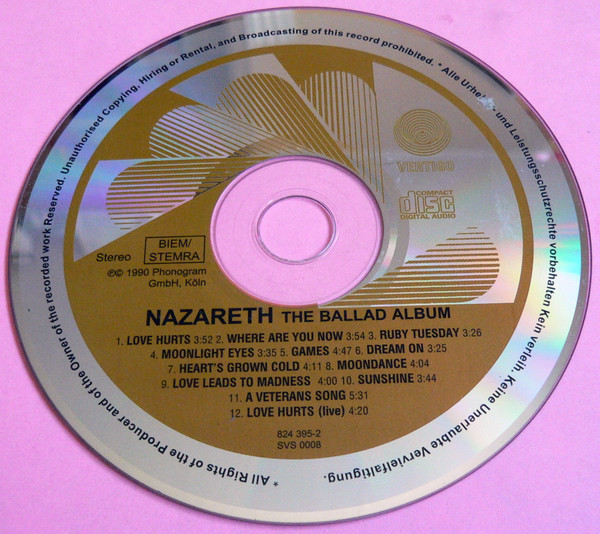 * All Rights of the Producer and of the Owner of the recorded work Reserved. Unauthorised Copying, Hiring or Rental, and Broadcasting of this record prohibited. * Alle Urheber- und Leistungsschutzrechte vorbehalten Kein verleih. Keine Unerlaubte Vervielfältigung.
VERTIGO
COMPACT
disc
DIGITAL AUDIO
BIEM/
STEMRA
Stereo
℗© 1990 Phonogram
GmbH, Köln
NAZARETH THE BALLAD ALBUM
1. LOVE HURTS 3:52 2. WHERE ARE YOU NOW 3:54 3. RUBY TUESDAY 3:26
4. MOONLIGHT EYES 3:35 5. GAMES 4:47 6. DREAM ON 3:25
7. HEART'S GROWN COLD 4:11 8. MOONDANCE 4:04
9. LOVE LEADS TO MADNESS 4:00 10. SUNSHINE 3:44
11. A VETERANS SONG 5:31
12. LOVE HURTS (live) 4:20
824 395-2
SVS 0008